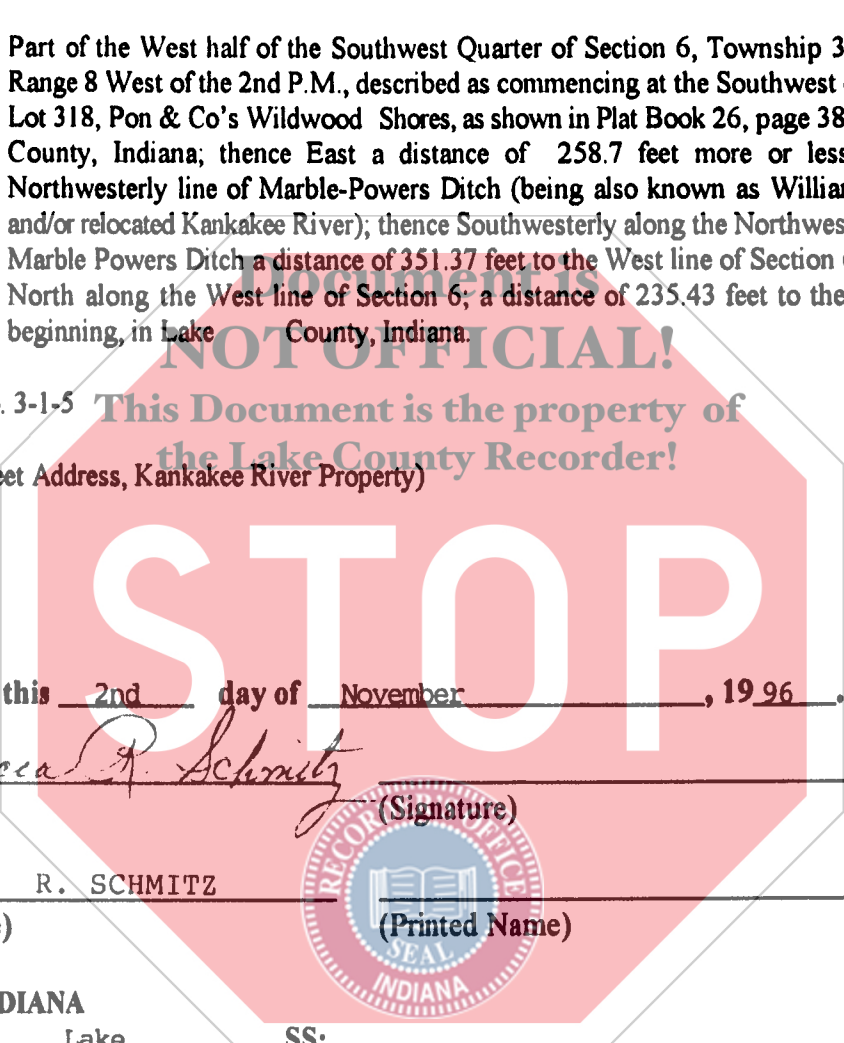 Part of the West half of the Southwest Quarter of Section 6, Township 3
Range 8 West of the 2nd P.M., described as commencing at the Southwest
Lot 318, Pon & Co's Wildwood Shores, as shown in Plat Book 26, page 38
County, Indiana; thence East a distance of 258.7 feet more or less
Northwesterly line of Marble-Powers Ditch (being also known as Willia
and/or relocated Kankakee River); thence Southwesterly along the Northwes
Marble Powers Ditch a distance of 351.37 feet to the West line of Section
North along the West line of Section 6; a distance of 235.43 feet to the
beginning, in Lake County, Indiana.
Document is
NOT OFFICIAL!
. 3-1-5
This Document is the property of
the Lake County Recorder!
eet Address, Kankakee River Property)
STOP
this 2nd day of November, 1996.
R. Schmitz
(Signature)
R. SCHMITZ
(Printed Name)
)
RECORDER'S OFFICE
SEAL
INDIANA
DIANA
Lake SS: